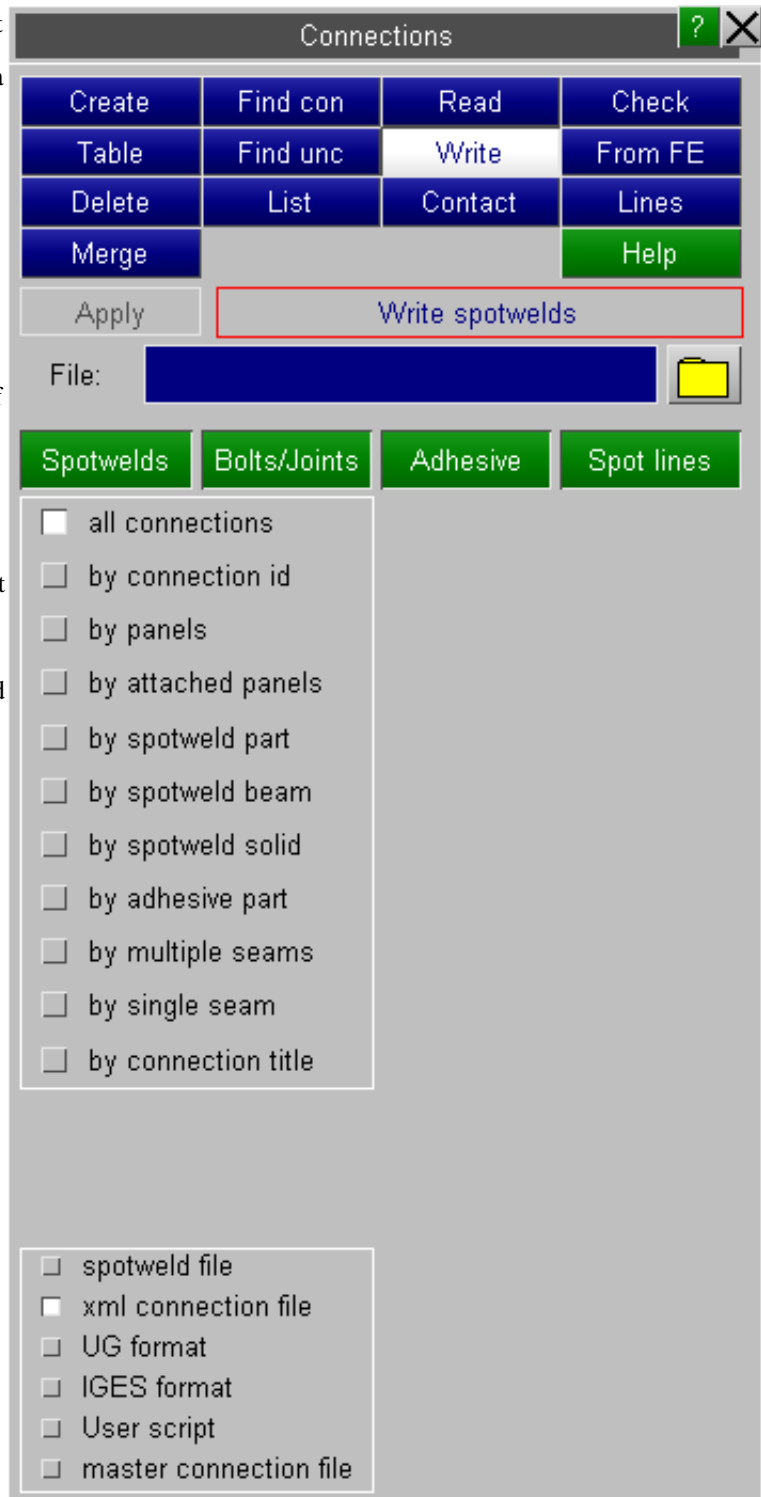 Connections ?
Create Find con Read Check
Table Find unc Write From FE
Delete List Contact Lines
Merge Help
Apply Write spotwelds
File:
Spotwelds Bolts/Joints Adhesive Spot lines
all connections
by connection id
by panels
by attached panels
by spotweld part
by spotweld beam
by spotweld solid
by adhesive part
by multiple seams
by single seam
by connection title
spotweld file
xml connection file
UG format
IGES format
User script
master connection file